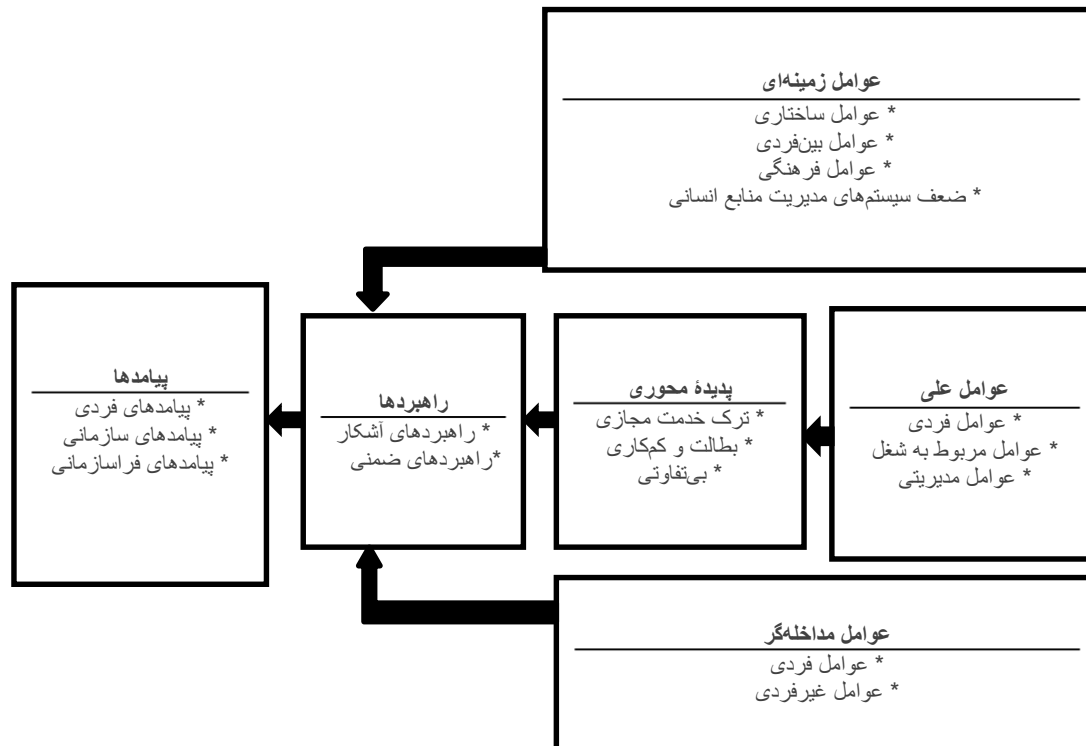 عوامل زمینه‌ای
* عوامل ساختاری
* عوامل بین‌فردی
* عوامل فرهنگی
* ضعف سیستم‌های مدیریت منابع انسانی
عوامل علی
* عوامل فردی
* عوامل مربوط به شغل
* عوامل مدیریتی
پدیدهٔ محوری
* ترک خدمت مجازی
* بطالت و کم‌کاری
* بی‌تفاوتی
راهبردها
* راهبردهای آشکار
*راهبردهای ضمنی
پیامدها
* پیامدهای فردی
* پیامدهای سازمانی
* پیامدهای فراسازمانی
عوامل مداخله‌گر
* عوامل فردی
* عوامل غیرفردی